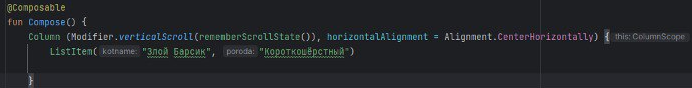 @Composable
fun Compose() {
Column (Modifier.verticalScroll(rememberScrollState()), horizontalAlignment = Alignment.CenterHorizontally) { this: ColumnScope
ListItem( kotname: "Злой Барсик", poroda: "Короткошёрстный")
}